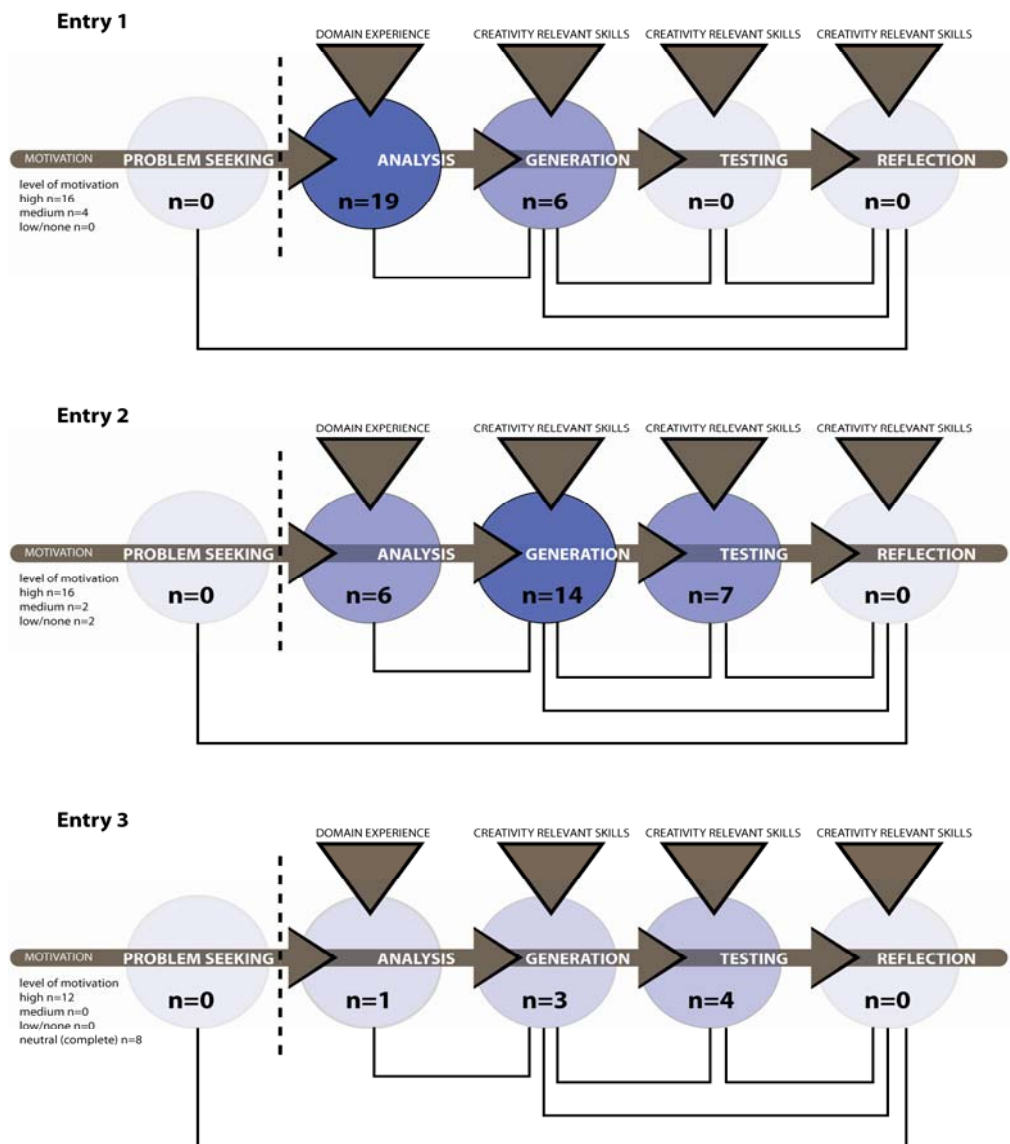 Entry 1
DOMAIN EXPERIENCE CREATIVITY RELEVANT SKILLS CREATIVITY RELEVANT SKILLS CREATIVITY RELEVANT SKILLS
MOTIVATION PROBLEM SEEKING ANALYSIS GENERATION TESTING REFLECTION
n=0 n=19 n=6 n=0 n=0
level of motivation
high n=16
medium n=4
low/none n=0
Entry 2
DOMAIN EXPERIENCE CREATIVITY RELEVANT SKILLS CREATIVITY RELEVANT SKILLS CREATIVITY RELEVANT SKILLS
MOTIVATION PROBLEM SEEKING ANALYSIS GENERATION TESTING REFLECTION
n=0 n=6 n=14 n=7 n=0
level of motivation
high n=16
medium n=2
low/none n=2
Entry 3
DOMAIN EXPERIENCE CREATIVITY RELEVANT SKILLS CREATIVITY RELEVANT SKILLS CREATIVITY RELEVANT SKILLS
MOTIVATION PROBLEM SEEKING ANALYSIS GENERATION TESTING REFLECTION
n=0 n=1 n=3 n=4 n=0
level of motivation
high n=12
medium n=0
low/none n=0
neutral (complete) n=8